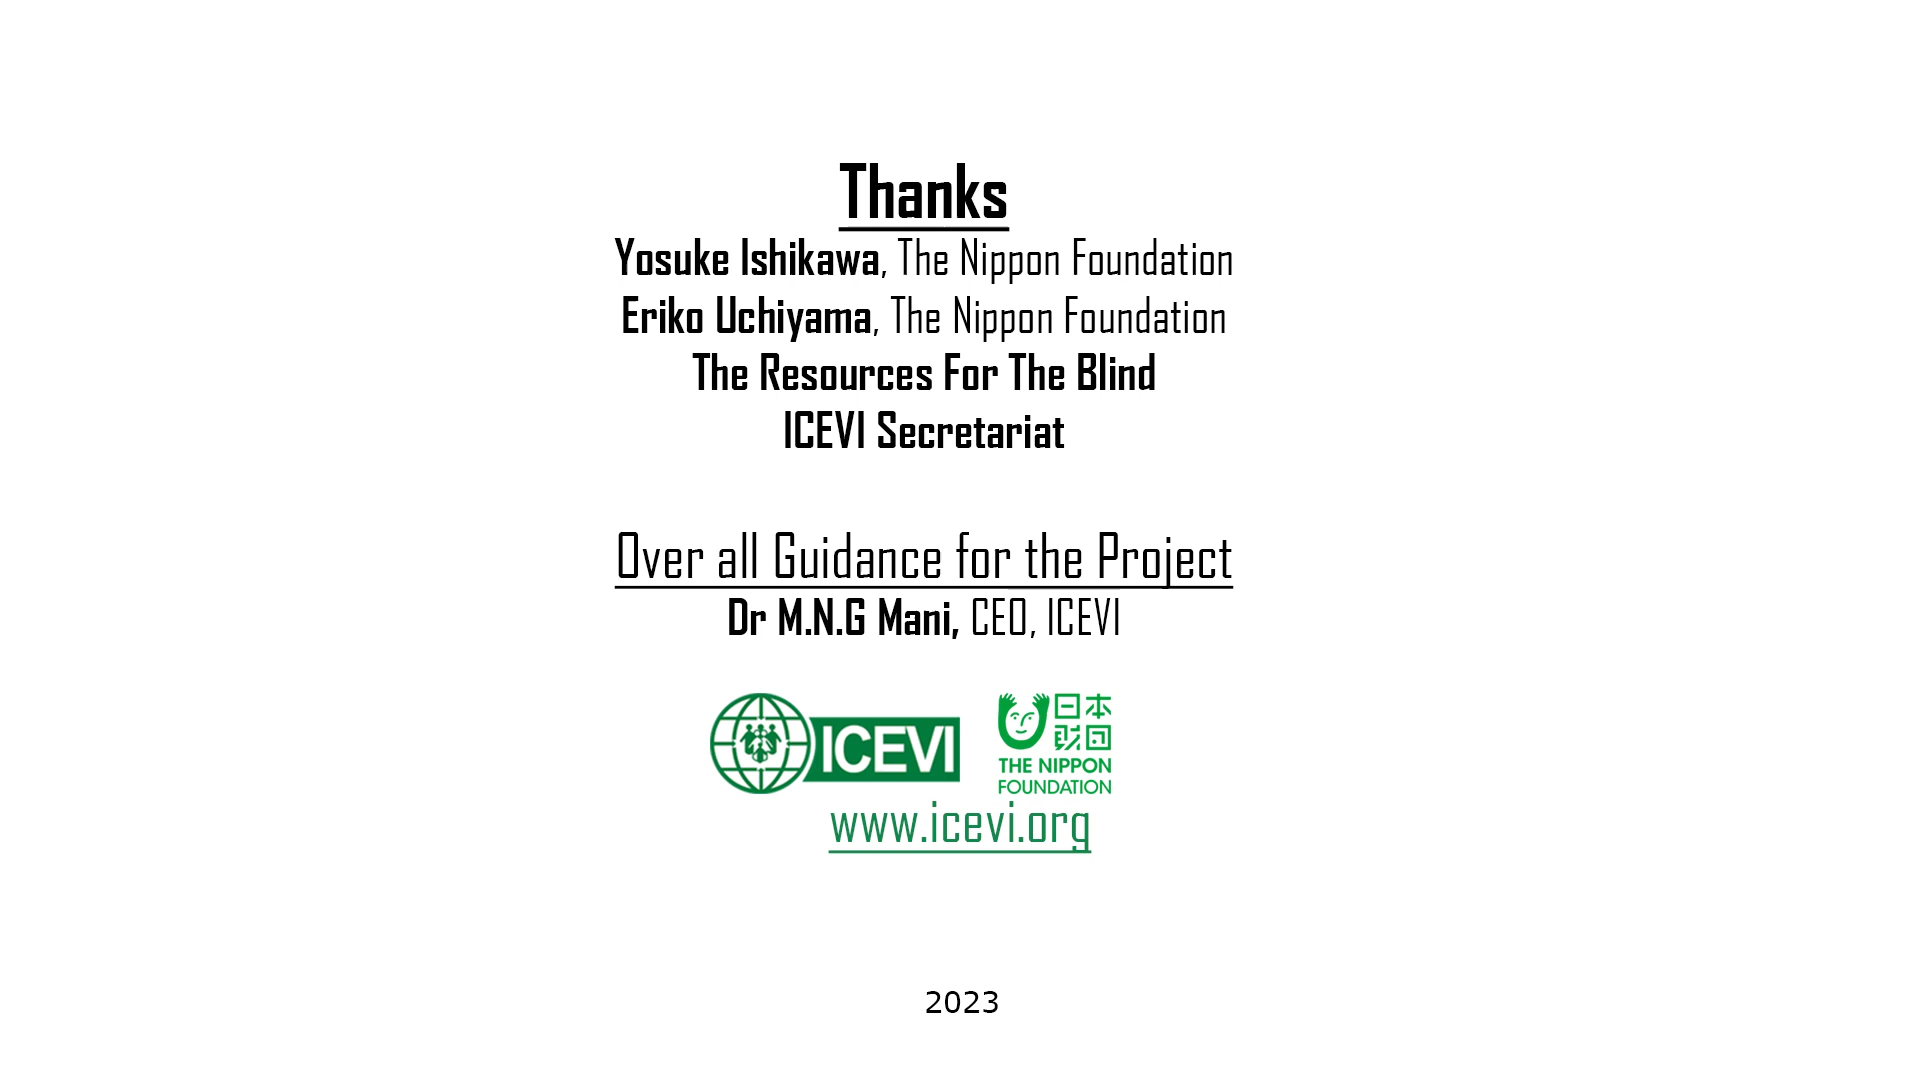 Thanks
Yosuke Ishikawa, The Nippon Foundation
Eriko Uchiyama, The Nippon Foundation
The Resources For The Blind
ICEVI Secretariat
Over all Guidance for the Project
Dr M.N.G Mani, CEO, ICEVI
ICEVI
日本
財団
THE NIPPON
FOUNDATION
www.icevi.org
2023